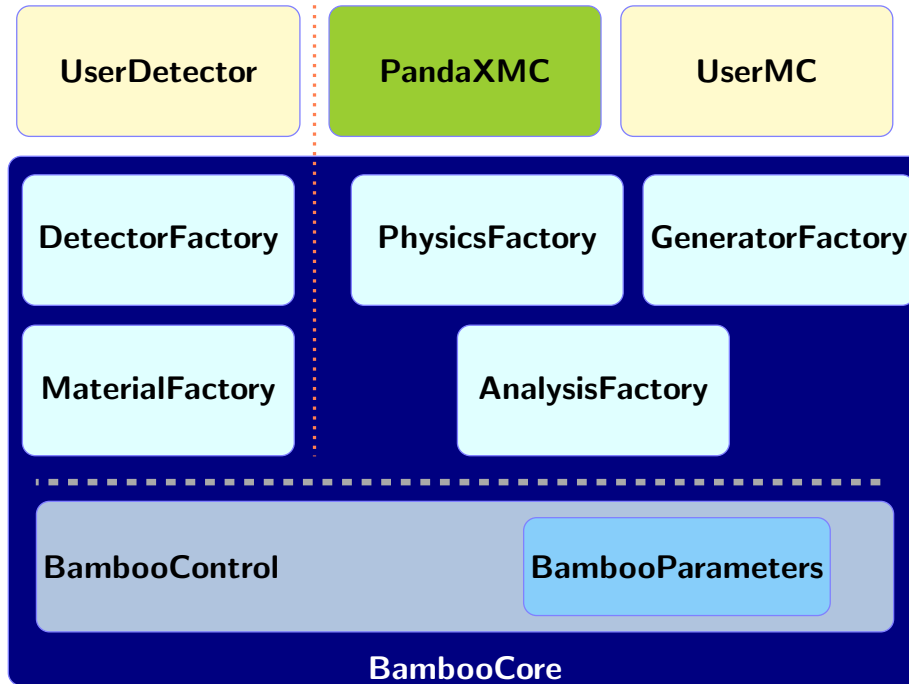 UserDetector
PandaXMC
UserMC
DetectorFactory
PhysicsFactory
GeneratorFactory
MaterialFactory
AnalysisFactory
BambooControl
BambooParameters
BambooCore